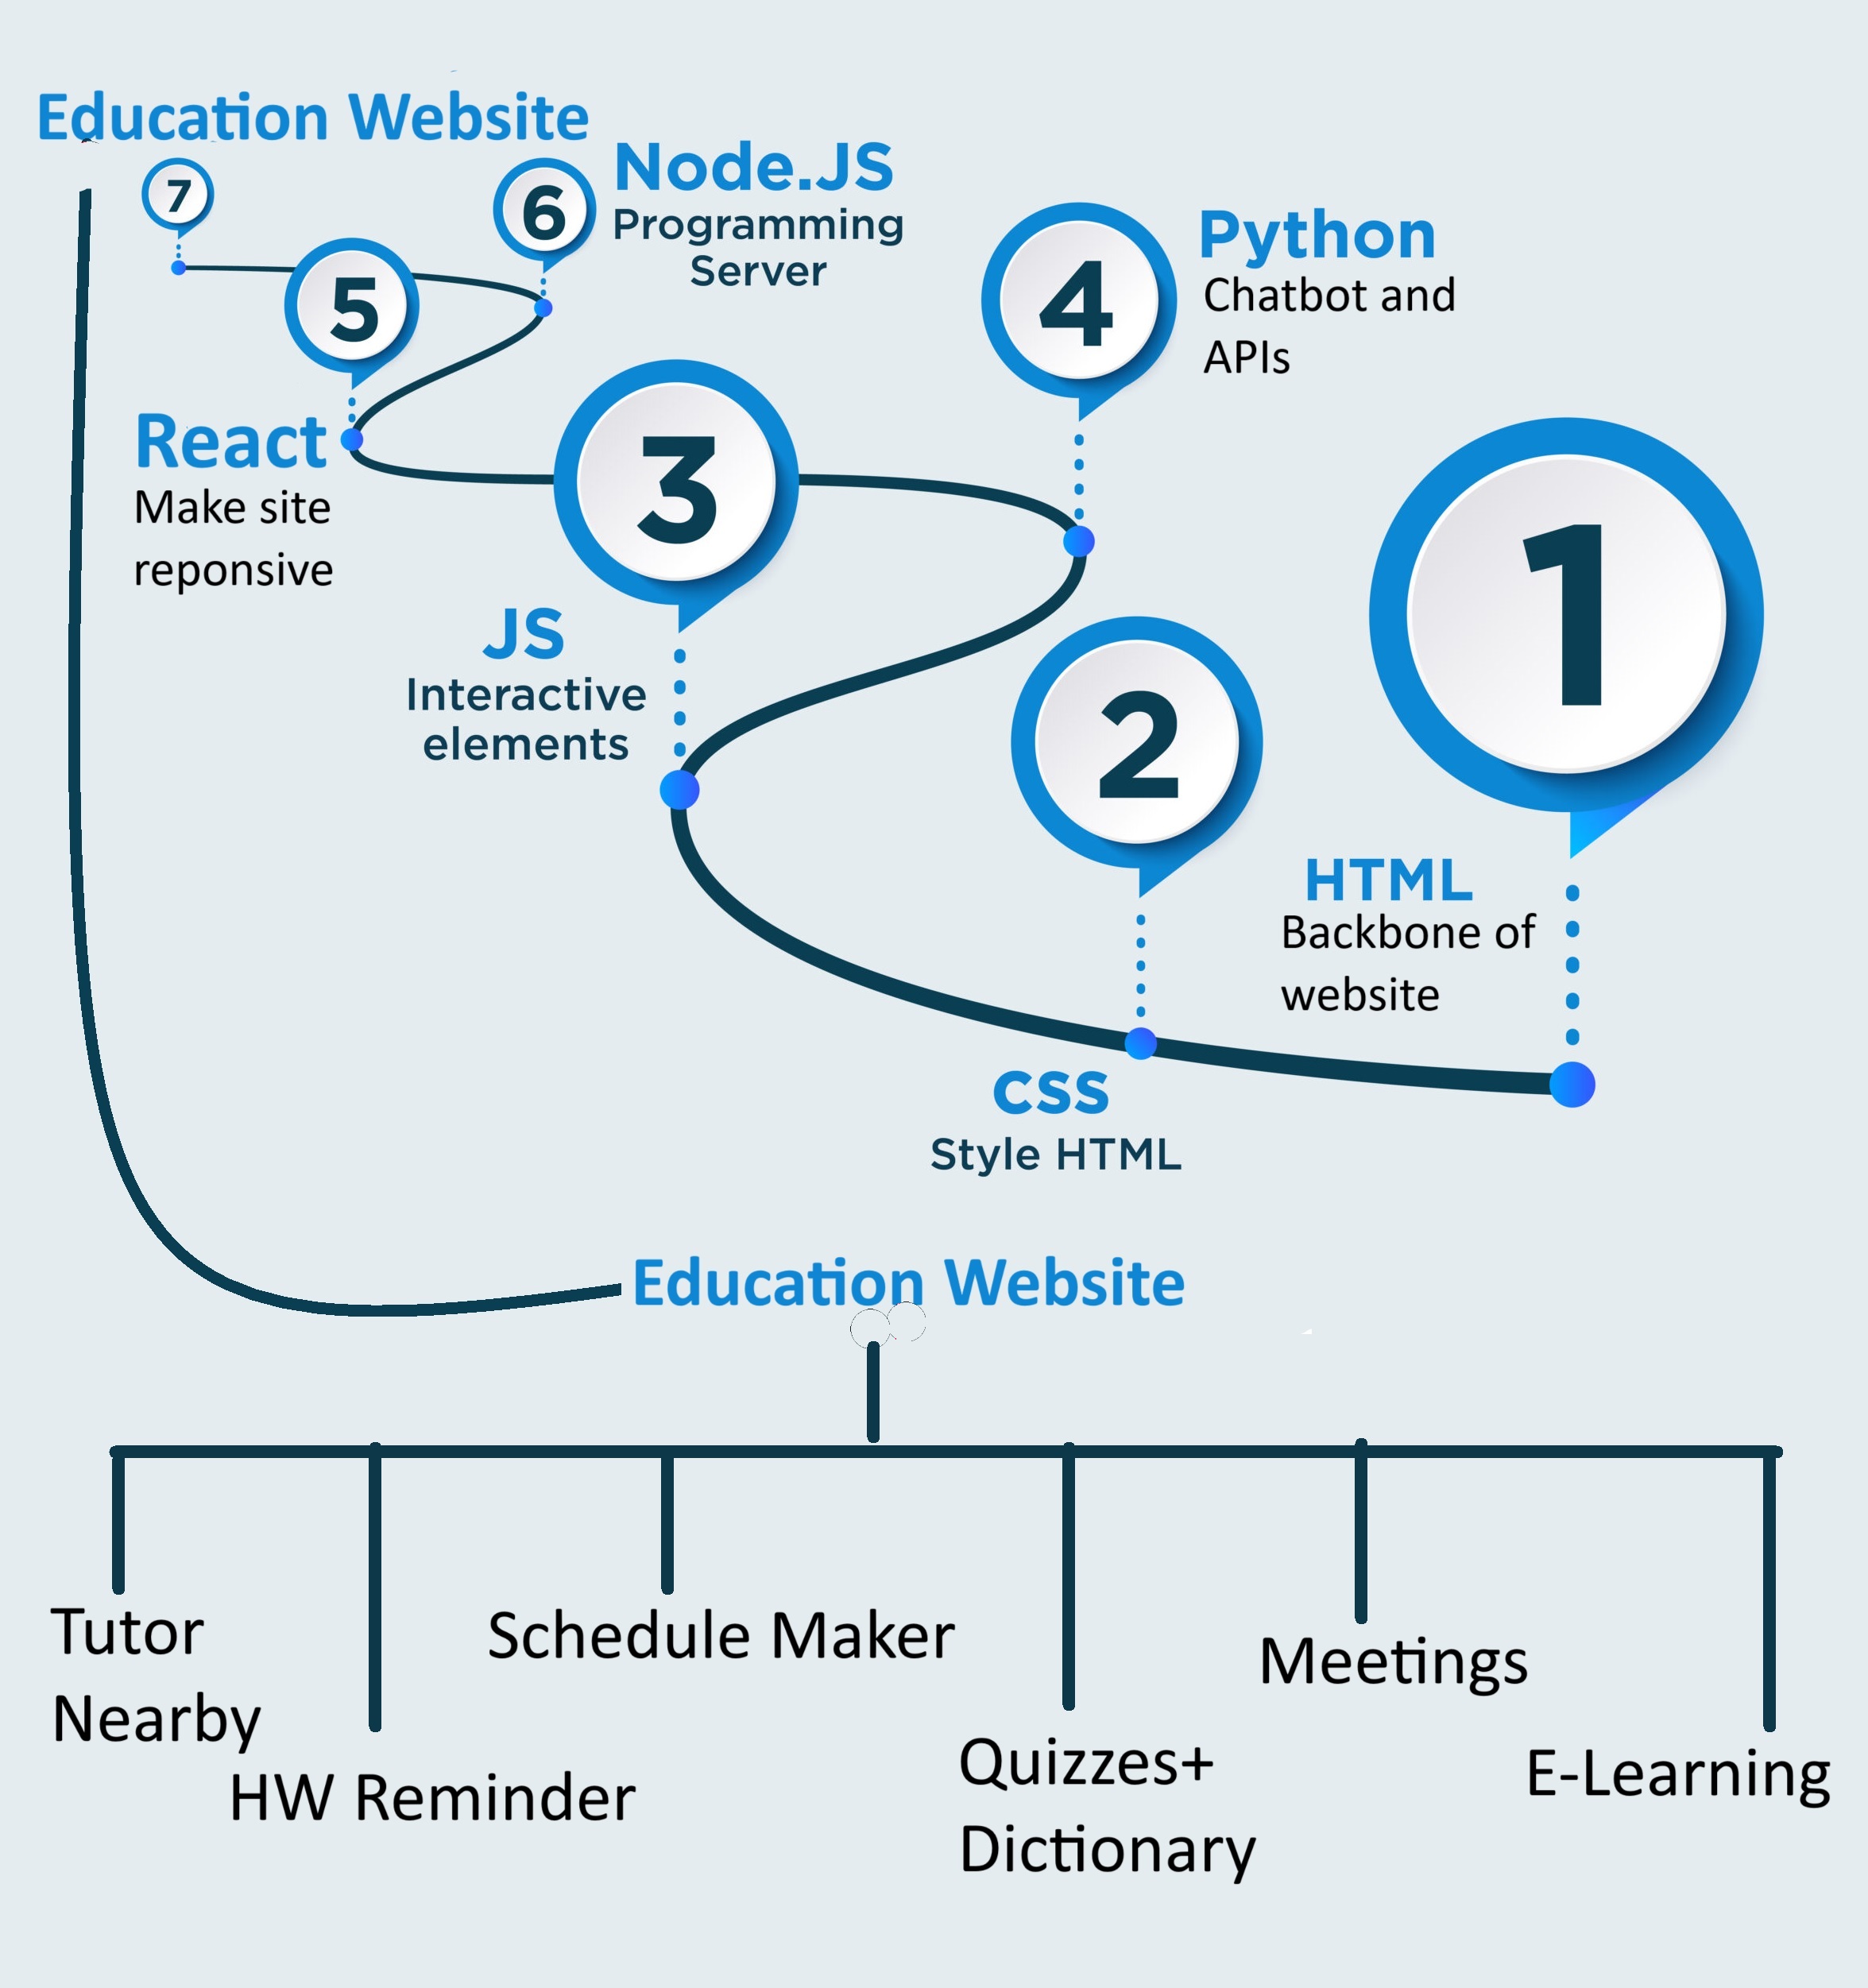 Education Website
7
6
Node.JS
Programming
Server
5
4
Python
Chatbot and
APIs
React
Make site
reponsive
3
1
JS
Interactive
elements
2
HTML
Backbone of
website
CSS
Style HTML
Education Website
Tutor
Nearby
HW Reminder
Schedule Maker
Quizzes+
Dictionary
Meetings
E-Learning